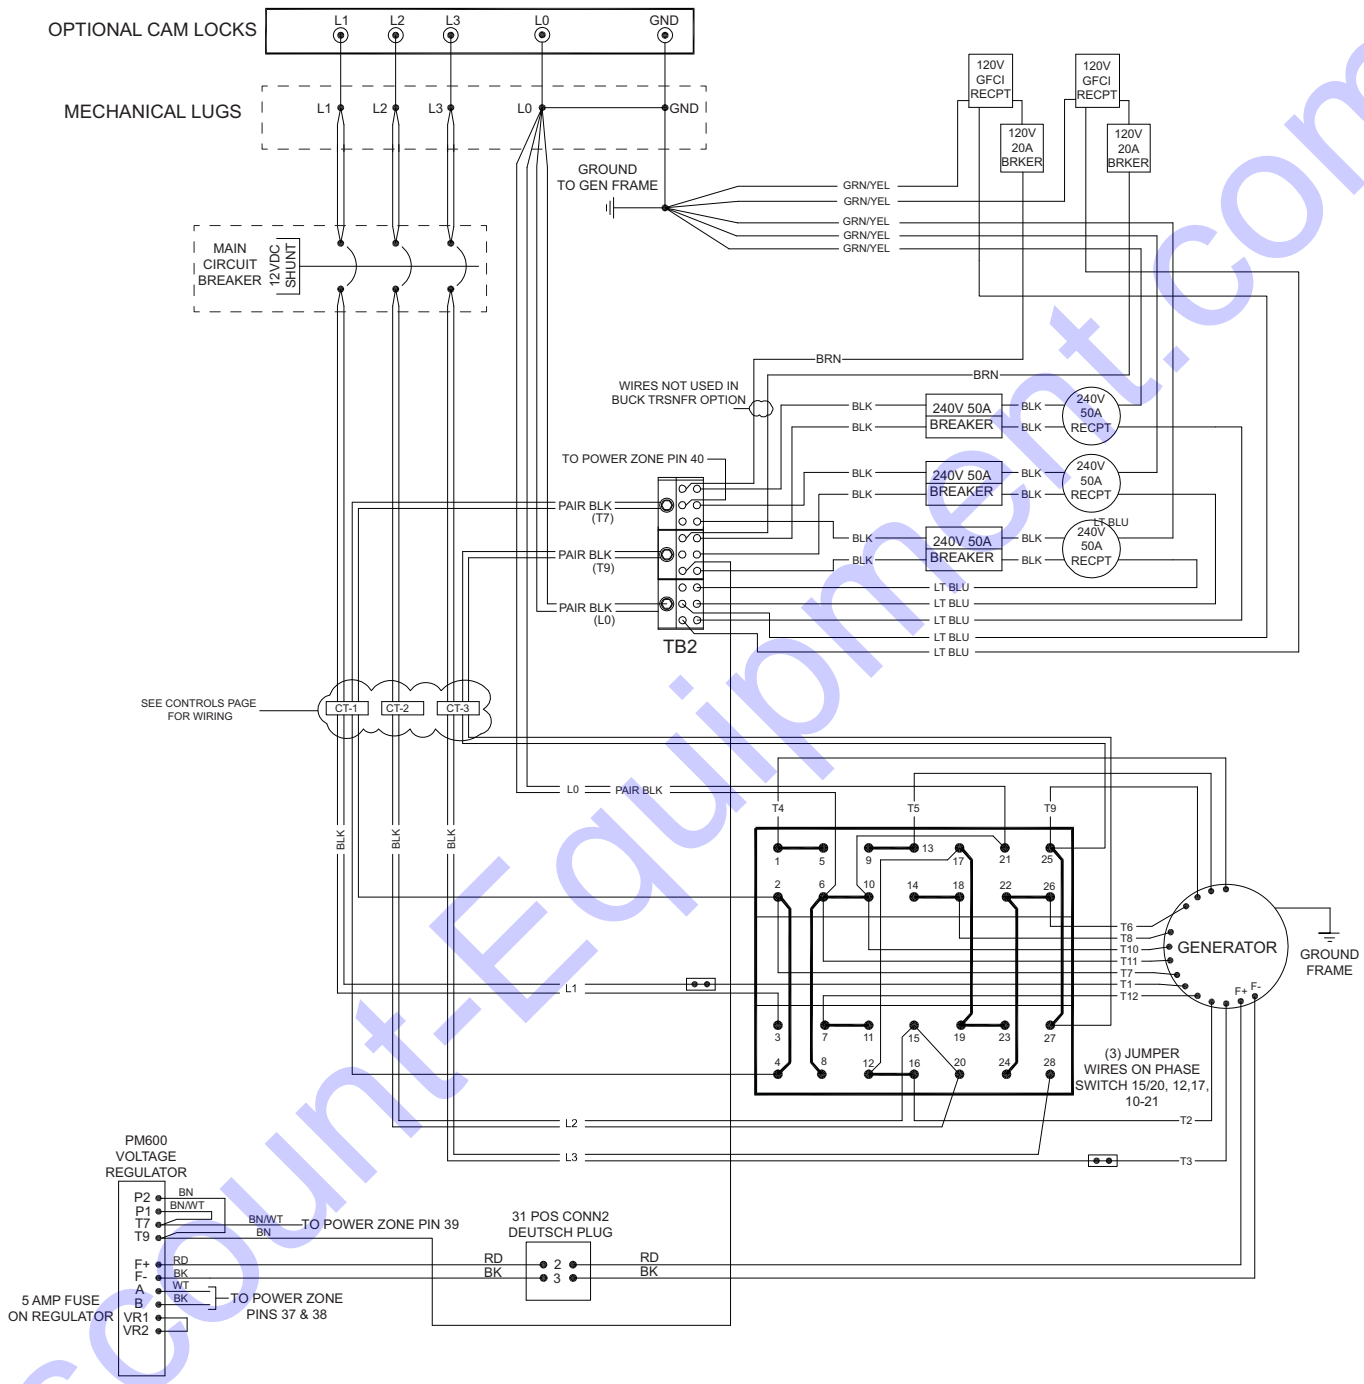 OPTIONAL CAM LOCKS
L1
L2
L3
L0
GND
MECHANICAL LUGS
L1
L2
L3
L0
GND
120V
GFCI
RECPT
120V
GFCI
RECPT
120V
20A
BRKER
120V
20A
BRKER
GROUND
TO GEN FRAME
GRN/YEL
GRN/YEL
GRN/YEL
GRN/YEL
GRN/YEL
MAIN
CIRCUIT
BREAKER
12VDC
SHUNT
BRN
BRN
WIRES NOT USED IN
BUCK TRSNFR OPTION
BLK
BLK
240V 50A
BREAKER
BLK
BLK
240V
50A
RECPT
TO POWER ZONE PIN 40
BLK
BLK
240V 50A
BREAKER
BLK
BLK
240V
50A
RECPT
PAIR BLK
(T7)
BLK
BLK
240V 50A
BREAKER
BLK
BLK
LT BLU
240V
50A
RECPT
PAIR BLK
(T9)
LT BLU
LT BLU
LT BLU
LT BLU
LT BLU
PAIR BLK
(L0)
TB2
SEE CONTROLS PAGE
FOR WIRING
CT-1
CT-2
CT-3
L0
PAIR BLK
BLK
BLK
BLK
T4
T5
T9
1
5
9
13
17
21
25
2
6
10
14
18
22
26
T6
T8
T10
T11
T7
T1
T12
GENERATOR
F+
F-
GROUND
FRAME
L1
3
7
11
15
19
23
27
4
8
12
16
20
24
28
(3) JUMPER
WIRES ON PHASE
SWITCH 15/20, 12,17,
10-21
L2
T2
L3
T3
PM600
VOLTAGE
REGULATOR
P2
BN
P1
BN/WT
T7
BN/WT
TO POWER ZONE PIN 39
T9
BN
F+
RD
F-
BK
A
WT
B
BK
VR1
VR2
TO POWER ZONE
PINS 37 & 38
5 AMP FUSE
ON REGULATOR
31 POS CONN2
DEUTSCH PLUG
RD
2
RD
BK
3
BK
count-Equipment.com